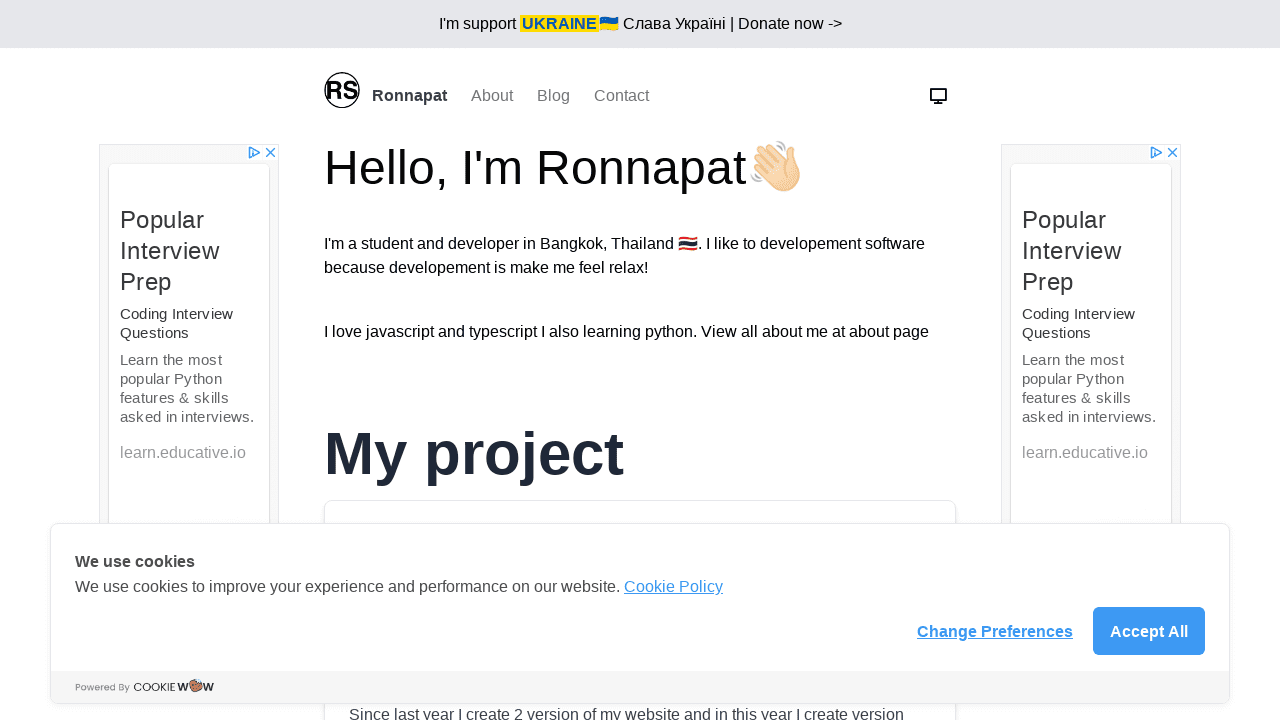 I'm support UKRAINE🇺🇦 Слава Україні | Donate now ->
RS Ronnapat About Blog Contact
Hello, I'm Ronnapat👋🏻
I'm a student and developer in Bangkok, Thailand 🇹🇭. I like to developement software
because developement is make me feel relax!
I love javascript and typescript I also learning python. View all about me at about page
My project
Popular
Interview
Prep
Coding Interview
Questions
Learn the most
popular Python
features & skills
asked in interviews.
learn.educative.io
Popular
Interview
Prep
Coding Interview
Questions
Learn the most
popular Python
features & skills
asked in interviews.
learn.educative.io
We use cookies
We use cookies to improve your experience and performance on our website. Cookie Policy
Change Preferences Accept All
Powered By COOKIE WOW
Since last year I create 2 version of my website and in this year I create version